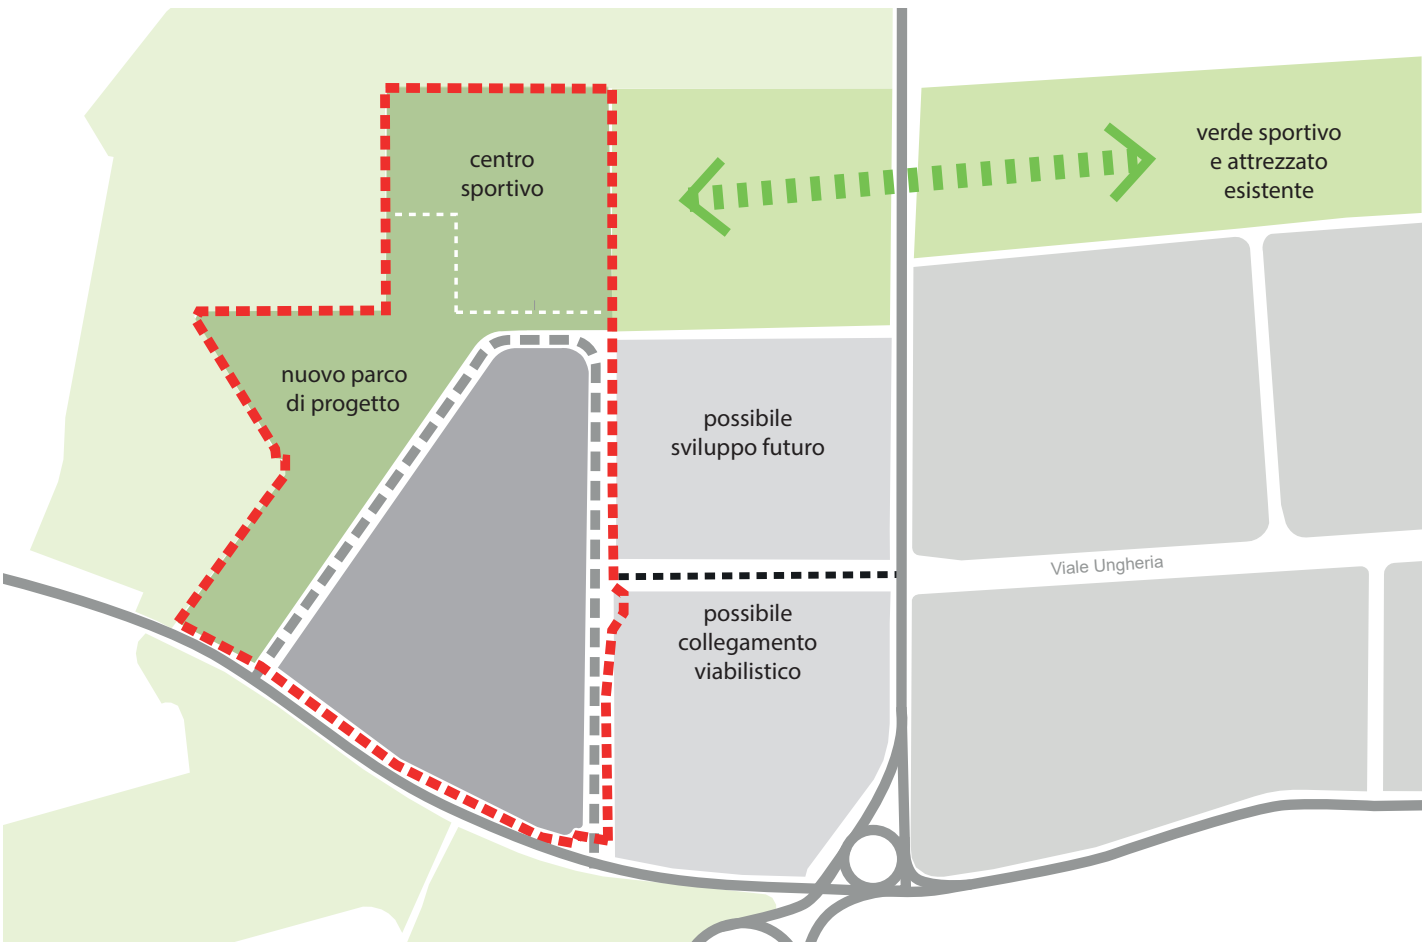 centro
sportivo
verde sportivo
e attrezzato
esistente
nuovo parco
di progetto
possibile
sviluppo futuro
Viale Ungheria
possibile
collegamento
viabilistico